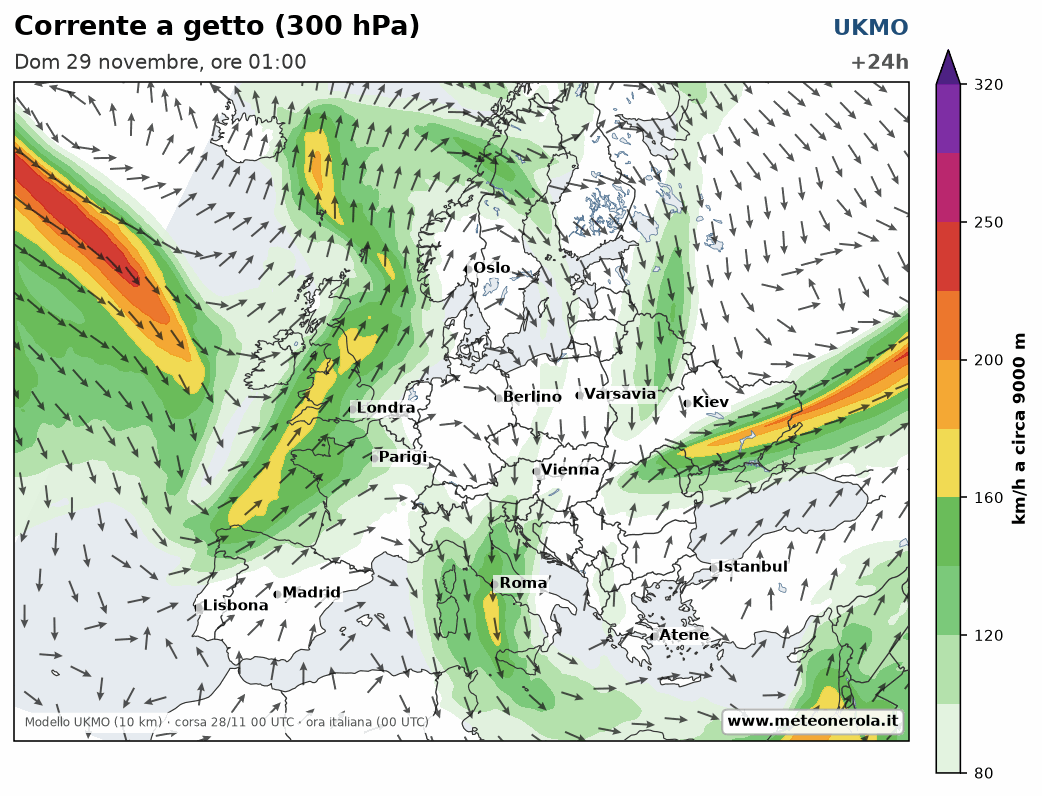 Corrente a getto (300 hPa)
UKMO
Dom 29 novembre, ore 01:00
+24h
320
250
200
160
120
80
km/h a circa 9000 m
Oslo
Londra
Berlino
Varsavia
Kiev
Parigi
Vienna
Istanbul
Roma
Madrid
Lisbona
Atene
Modello UKMO (10 km) · corsa 28/11 00 UTC · ora italiana (00 UTC)
www.meteonerola.it